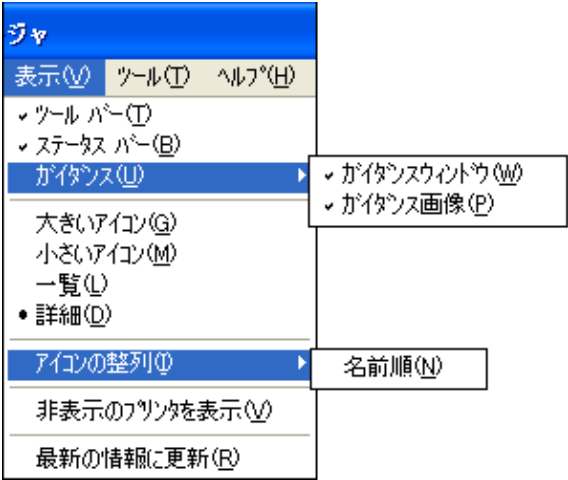 ジャ
表示(V) ツール(T) ヘルプ(H)
ツール バー(T)
ステータス バー(B)
ガイダンス(U)
ガイダンスウィンドウ(W)
ガイダンス画像(P)
大きいアイコン(G)
小さいアイコン(M)
一覧(L)
詳細(D)
アイコンの整列(I)
名前順(N)
非表示のプリンタを表示(V)
最新の情報に更新(R)